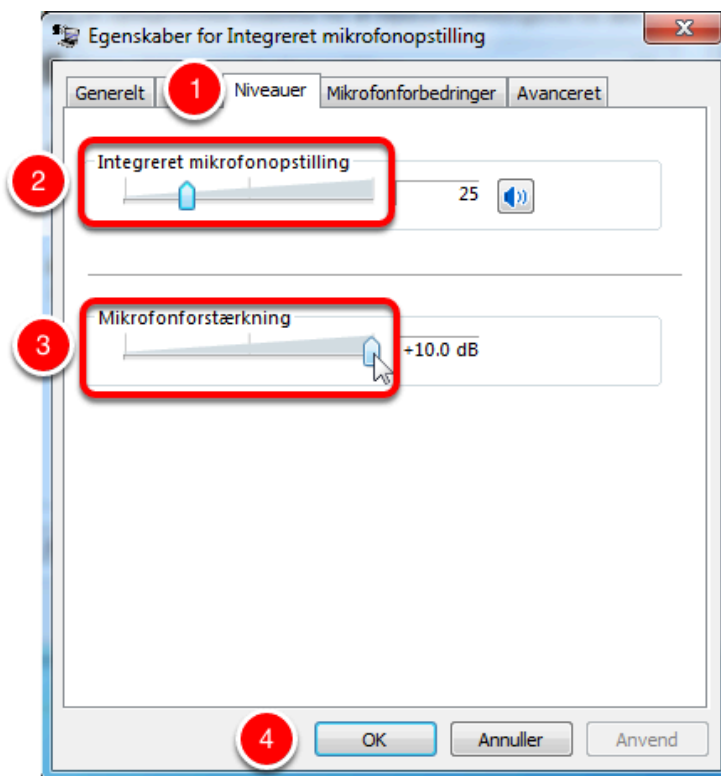 Egenskaber for Integreret mikrofonopstilling
Generelt 1 Niveauer Mikrofonforbedringer Avanceret
2
Integreret mikrofonopstilling
25
3
Mikrofonforstærkning
+10.0 dB
4 OK Annuller Anvend